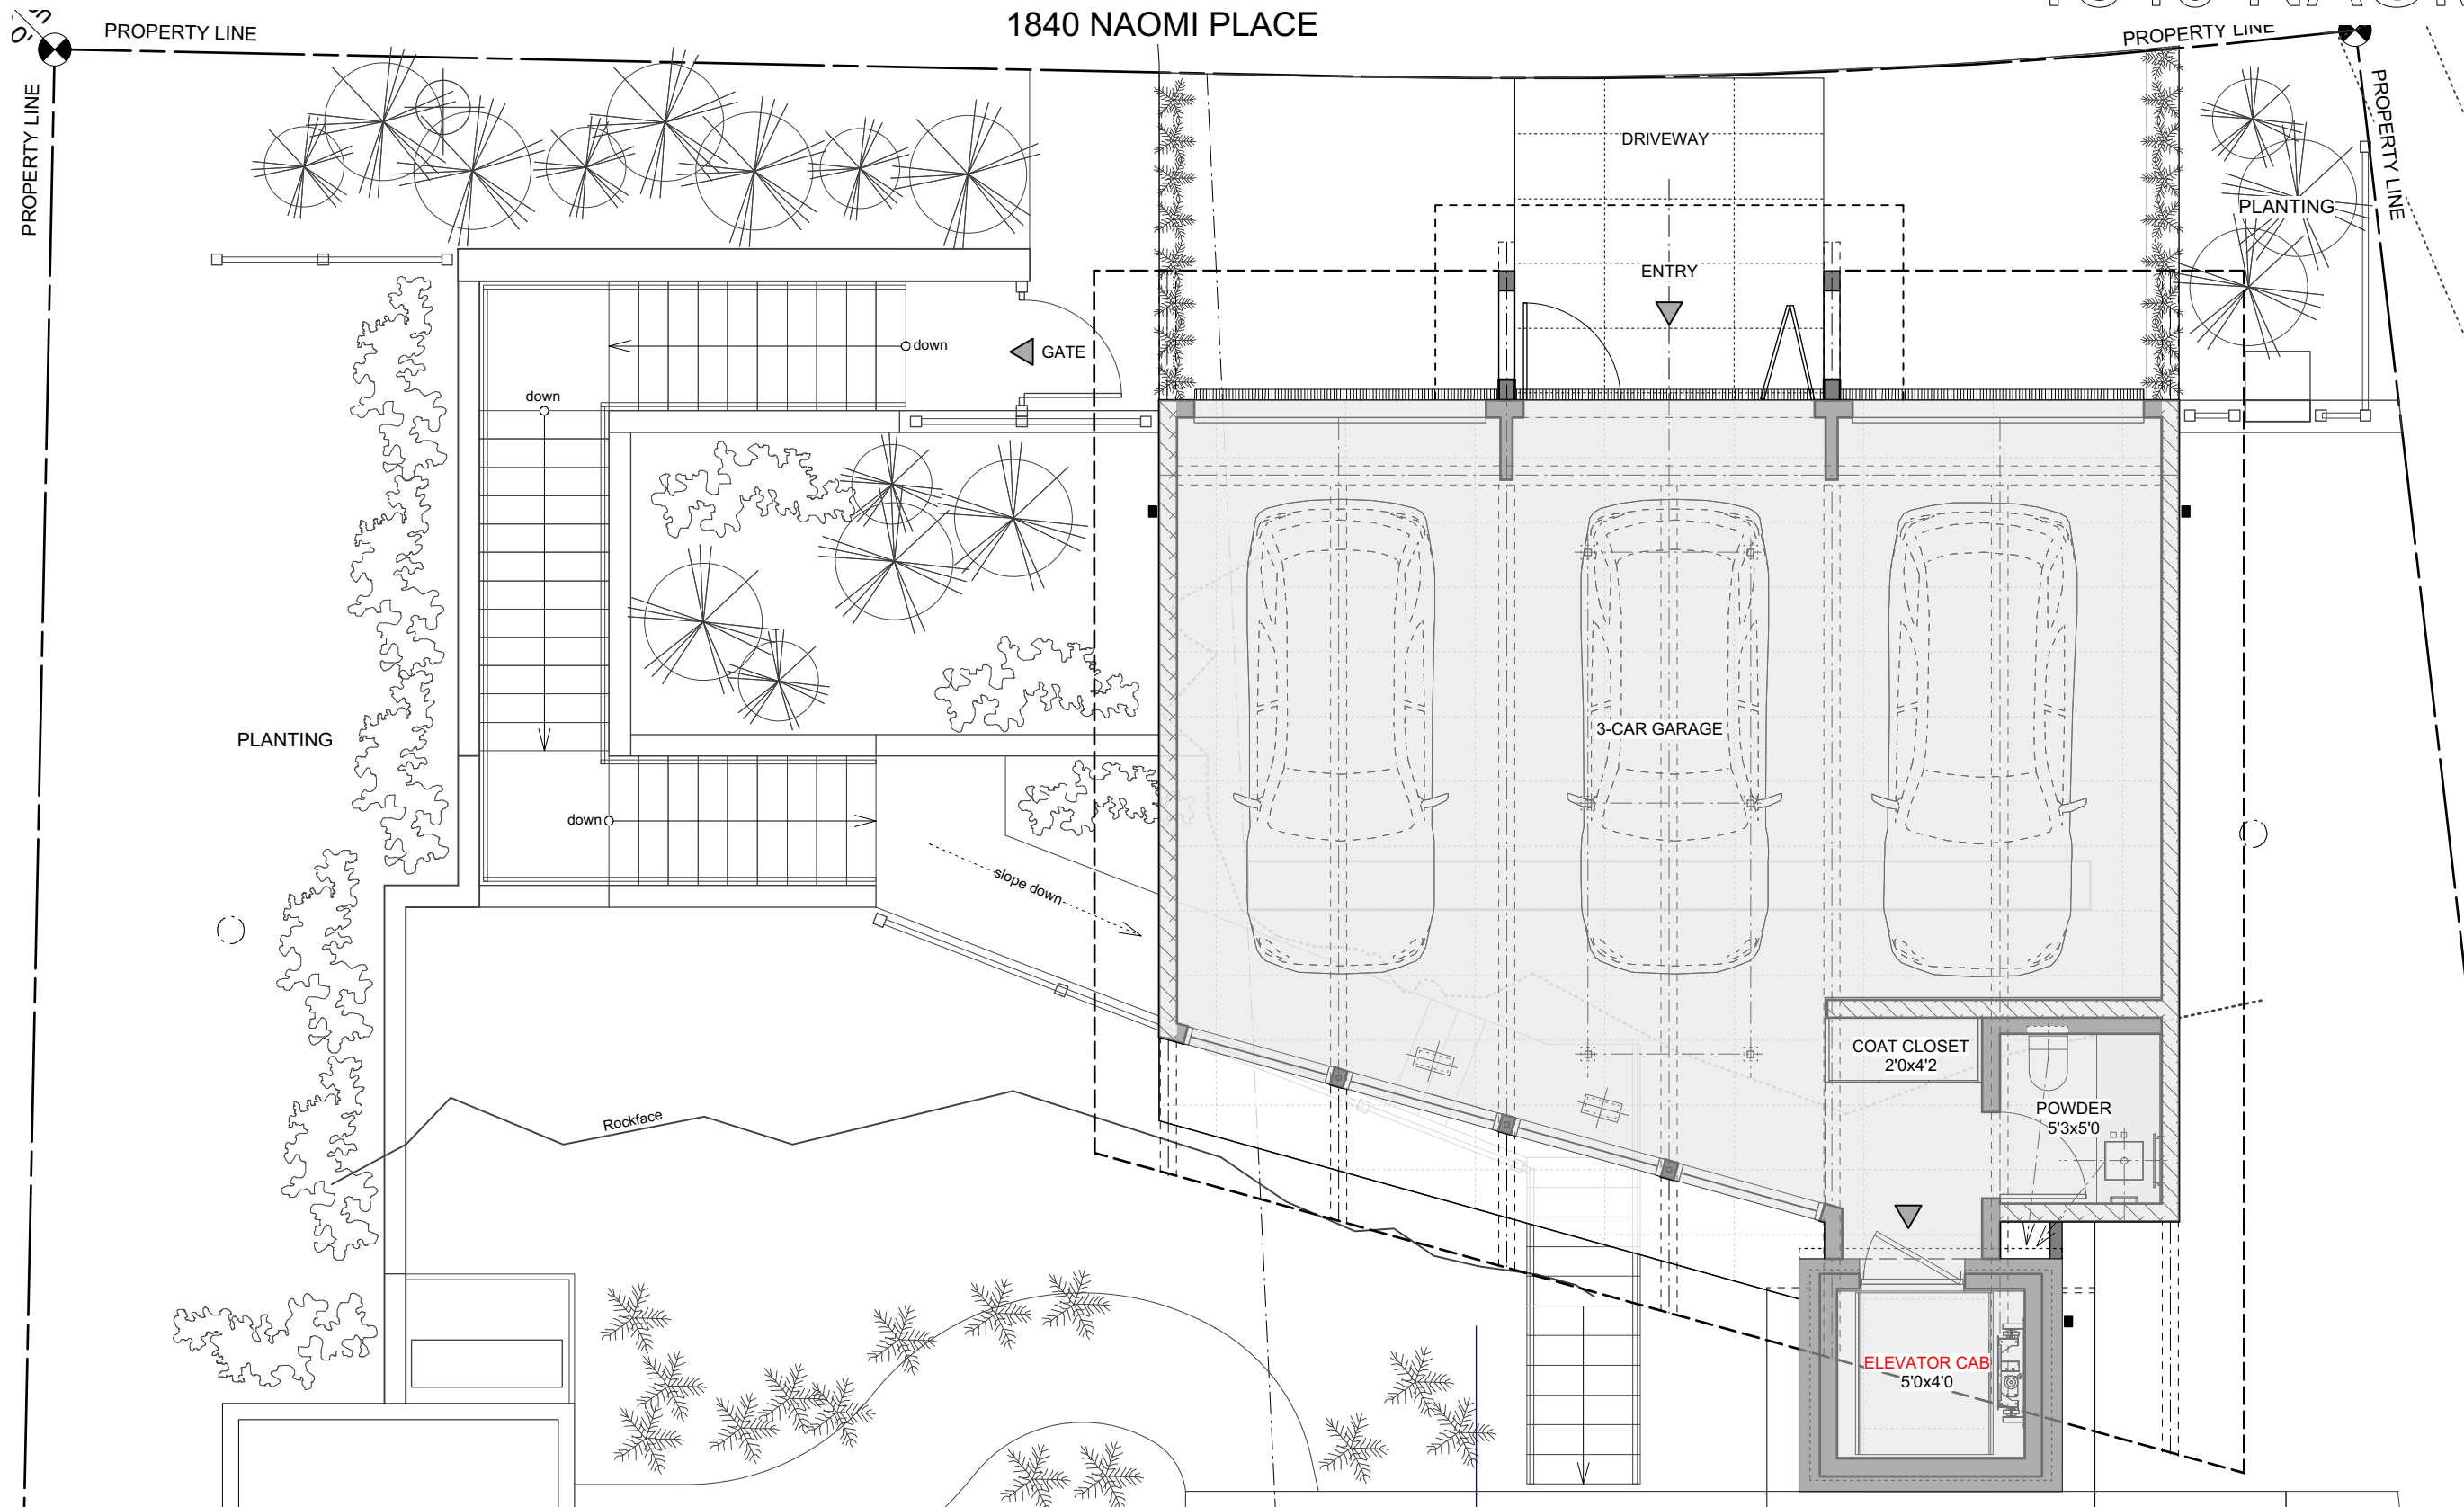 1840 NAOMI PLACE
PROPERTY LINE
PROPERTY LINE
PROPERTY LINE
PROPERTY LINE
DRIVEWAY
PLANTING
ENTRY
GATE
down
down
3-CAR GARAGE
PLANTING
down
slope down
COAT CLOSET
2'0x4'2
POWDER
5'3x5'0
Rockface
ELEVATOR CAB
5'0x4'0